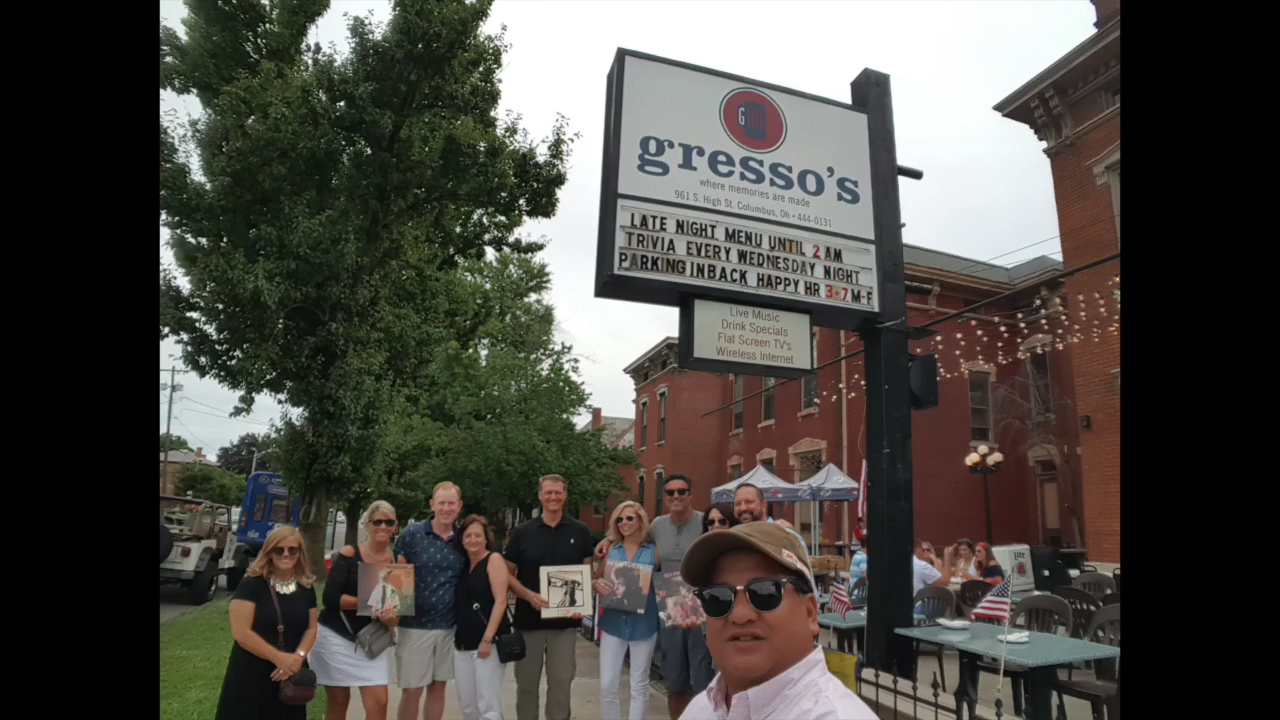 G
gresso's
where memories are made
961 S. High St. Columbus, Oh • 444-0131
LATE NIGHT MENU UNTIL 2 AM
TRIVIA EVERY WEDNESDAY NIGHT
PARKING IN BACK HAPPY HR 3-7 M-F
Live Music
Drink Specials
Flat Screen TV's
Wireless Internet
Lite